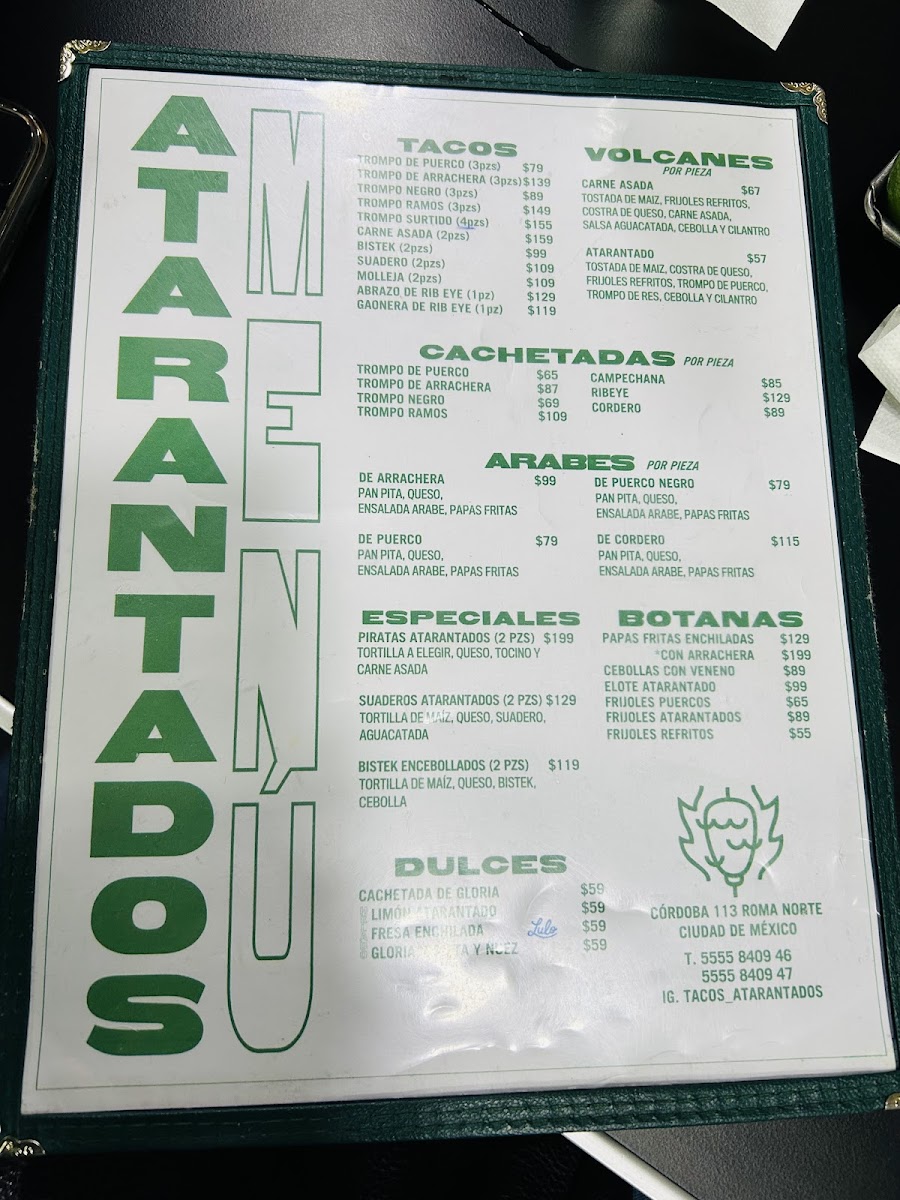 ATARANTADOS
MENÚ
TACOS
TROMPO DE PUERCO (3pzs) $79
TROMPO DE ARRACHERA (3pzs) $139
TROMPO NEGRO (3pzs) $89
TROMPO RAMOS (3pzs) $149
TROMPO SURTIDO (4pzs) $155
CARNE ASADA (2pzs) $159
BISTEK (2pzs) $99
SUADERO (2pzs) $109
MOLLEJA (2pzs) $109
ABRAZO DE RIB EYE (1pz) $129
GAONERA DE RIB EYE (1pz) $119
VOLCANES
POR PIEZA
CARNE ASADA $67
TOSTADA DE MAIZ, FRIJOLES REFRITOS,
COSTRA DE QUESO, CARNE ASADA,
SALSA AGUACATADA, CEBOLLA Y CILANTRO
ATARANTADO $57
TOSTADA DE MAIZ, COSTRA DE QUESO,
FRIJOLES REFRITOS, TROMPO DE PUERCO,
TROMPO DE RES, CEBOLLA Y CILANTRO
CACHETADAS POR PIEZA
TROMPO DE PUERCO $65
TROMPO DE ARRACHERA $87
TROMPO NEGRO $69
TROMPO RAMOS $109
CAMPECHANA $85
RIBEYE $129
CORDERO $89
ARABES POR PIEZA
DE ARRACHERA $99
PAN PITA, QUESO,
ENSALADA ARABE, PAPAS FRITAS
DE PUERCO $79
PAN PITA, QUESO,
ENSALADA ARABE, PAPAS FRITAS
DE PUERCO NEGRO $79
PAN PITA, QUESO,
ENSALADA ARABE, PAPAS FRITAS
DE CORDERO $115
PAN PITA, QUESO,
ENSALADA ARABE, PAPAS FRITAS
ESPECIALES
PIRATAS ATARANTADOS (2 PZS) $199
TORTILLA A ELEGIR, QUESO, TOCINO Y
CARNE ASADA
SUADEROS ATARANTADOS (2 PZS) $129
TORTILLA DE MAÍZ, QUESO, SUADERO,
AGUACATADA
BISTEK ENCEBOLLADOS (2 PZS) $119
TORTILLA DE MAÍZ, QUESO, BISTEK,
CEBOLLA
BOTANAS
PAPAS FRITAS ENCHILADAS $129
*CON ARRACHERA $199
CEBOLLAS CON VENENO $89
ELOTE ATARANTADO $99
FRIJOLES PUERCOS $65
FRIJOLES ATARANTADOS $89
FRIJOLES REFRITOS $55
DULCES
CACHETADA DE GLORIA $59
LIMÓN ATARANTADO $59
FRESA ENCHILADA Lulo $59
GLORIA Y NUEZ $59
CÓRDOBA 113 ROMA NORTE
CIUDAD DE MÉXICO
T. 5555 8409 46
5555 8409 47
IG. TACOS_ATARANTADOS